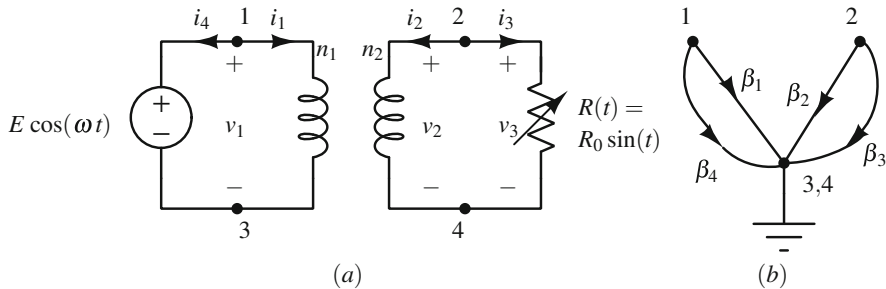 i₄ 1 i₁ i₂ 2 i₃
n₁ n₂
+ + + +
E cos(ω t) v₁ v₂ v₃ R(t) =
R₀ sin(t)
− − − −
3 4
(a)
1 2
β₁ β₂
β₄ β₃
3,4
(b)